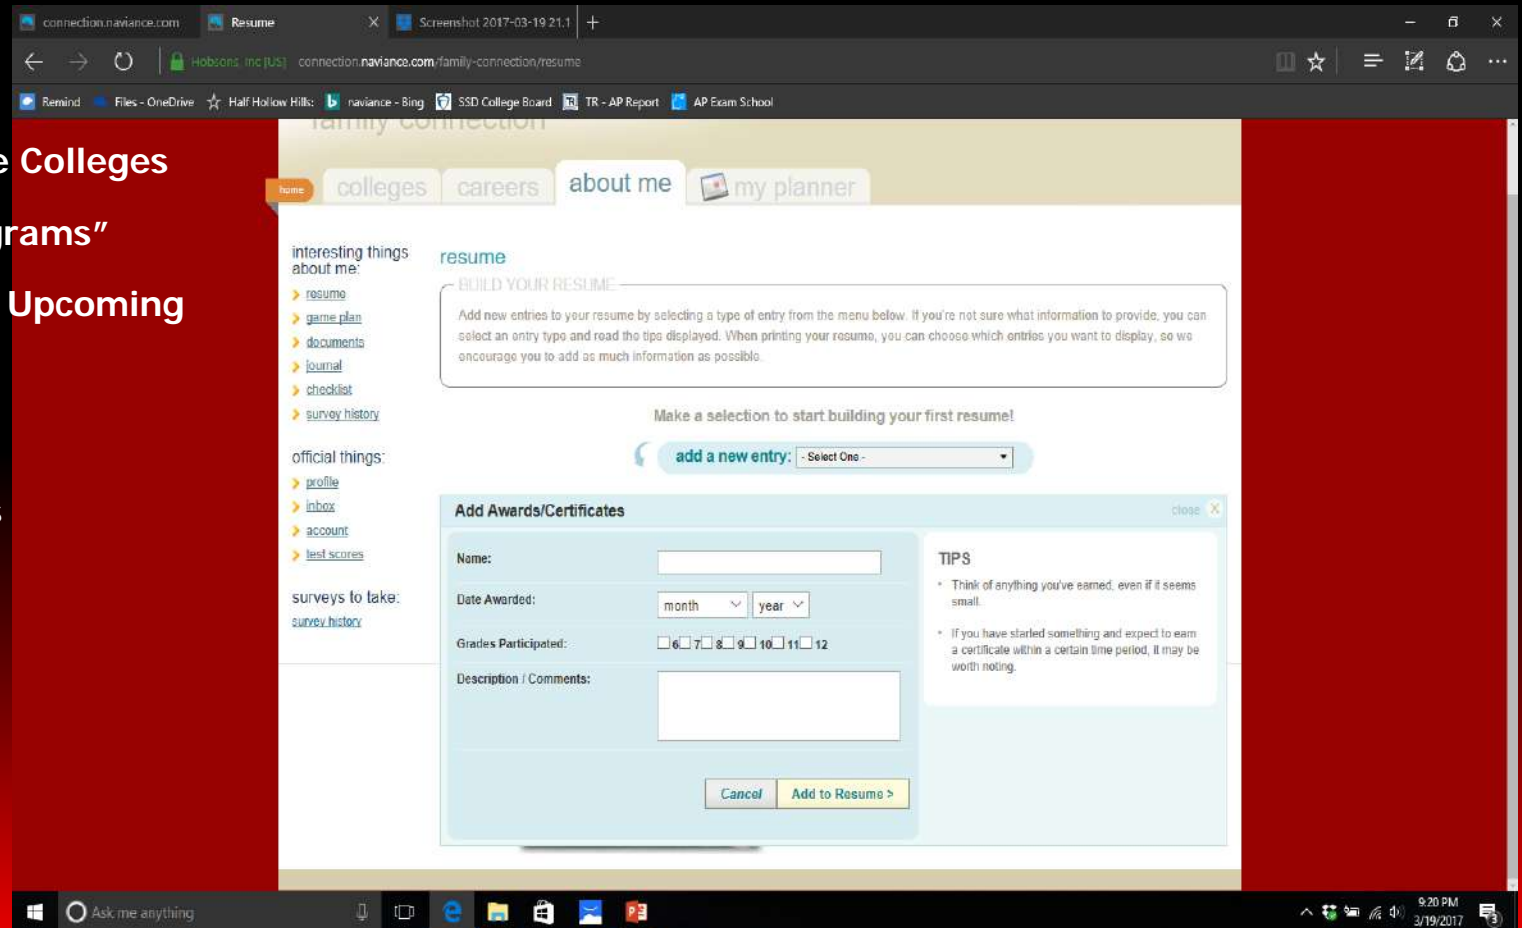 connection.naviance.com
Resume
Screenshot 2017-03-19 21.1
Hobsons, Inc [US]
connection.naviance.com/family-connection/resume
Remind
Files - OneDrive
Half Hollow Hills:
naviance - Bing
SSD College Board
TR - AP Report
AP Exam School
family connection
e Colleges
grams”
Upcoming
s
home
colleges
careers
about me
my planner
interesting things
about me:
resume
game plan
documents
journal
checklist
survey history
official things:
profile
inbox
account
test scores
surveys to take:
survey history
resume
BUILD YOUR RESUME
Add new entries to your resume by selecting a type of entry from the menu below. If you're not sure what information to provide, you can
select an entry type and read the tips displayed. When printing your resume, you can choose which entries you want to display, so we
encourage you to add as much information as possible.
Make a selection to start building your first resume!
add a new entry: - Select One -
Add Awards/Certificates
close X
Name:
Date Awarded:
month
year
Grades Participated:
6 7 8 9 10 11 12
Description / Comments:
Cancel
Add to Resume >
TIPS
• Think of anything you've earned, even if it seems
small.
• If you have started something and expect to earn
a certificate within a certain time period, it may be
worth noting.
Ask me anything
9:20 PM
3/19/2017